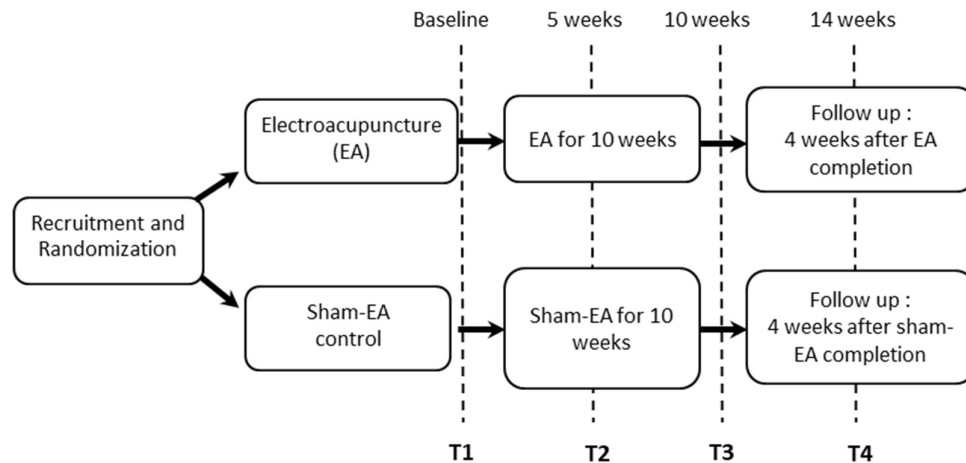 Baseline
5 weeks
10 weeks
14 weeks
Electroacupuncture
(EA)
EA for 10 weeks
Follow up :
4 weeks after EA
completion
Recruitment and
Randomization
Sham-EA
control
Sham-EA for 10
weeks
Follow up :
4 weeks after sham-
EA completion
T1
T2
T3
T4